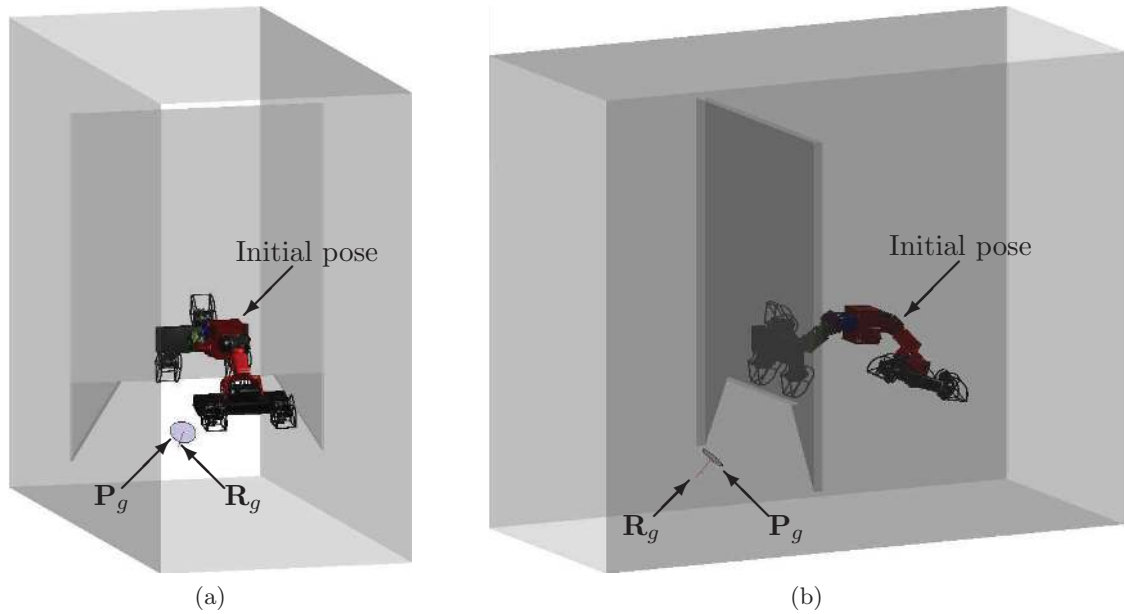 Initial pose
P_g
R_g
(a)
Initial pose
R_g
P_g
(b)